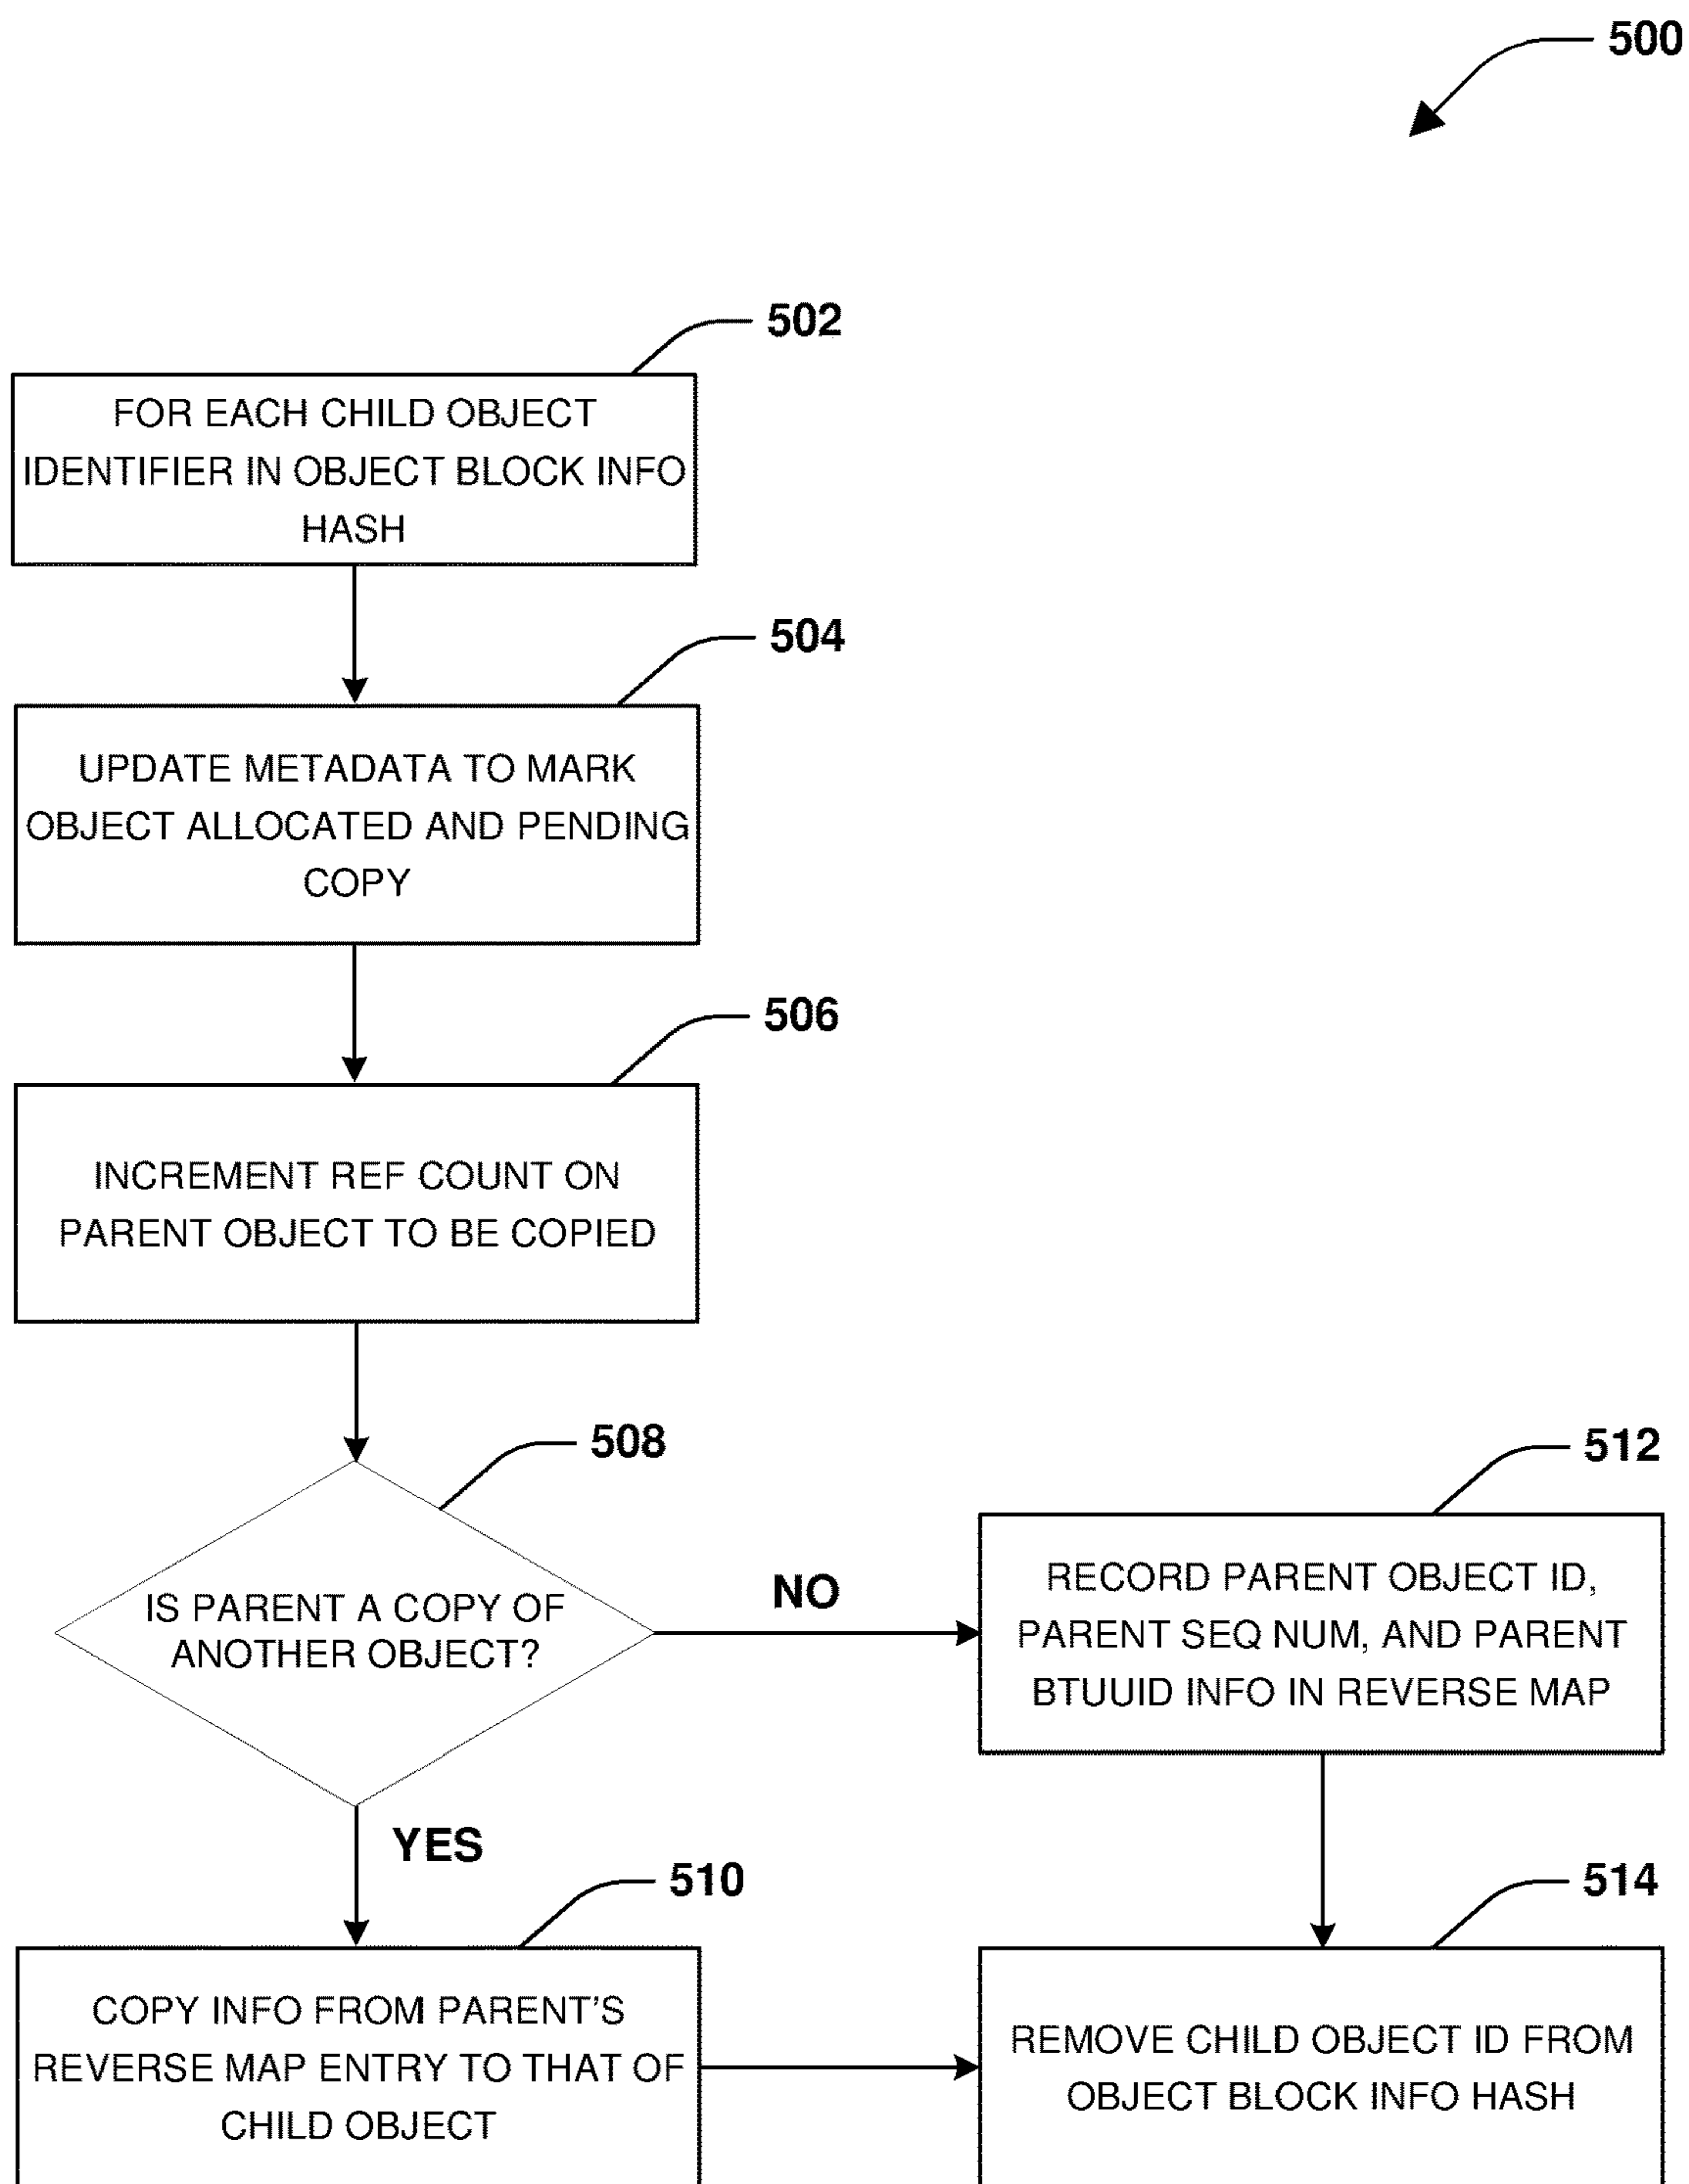 500
502
FOR EACH CHILD OBJECT
IDENTIFIER IN OBJECT BLOCK INFO
HASH
504
UPDATE METADATA TO MARK
OBJECT ALLOCATED AND PENDING
COPY
506
INCREMENT REF COUNT ON
PARENT OBJECT TO BE COPIED
508
IS PARENT A COPY OF
ANOTHER OBJECT?
NO
512
RECORD PARENT OBJECT ID,
PARENT SEQ NUM, AND PARENT
BTUUID INFO IN REVERSE MAP
YES
510
COPY INFO FROM PARENT’S
REVERSE MAP ENTRY TO THAT OF
CHILD OBJECT
514
REMOVE CHILD OBJECT ID FROM
OBJECT BLOCK INFO HASH